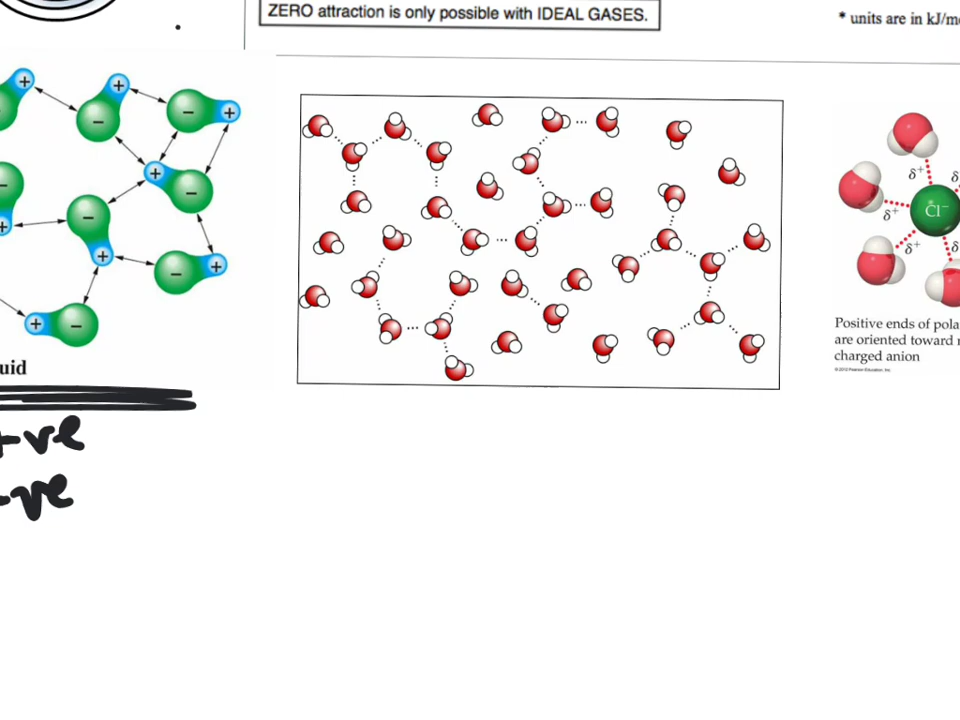 ZERO attraction is only possible with IDEAL GASES.
* units are in kJ/m
+
+
+
−
−
+
+
−
−
−
+
+
−
+
+
−
uid
+ve
-ve
δ+
δ
Cl−
δ+
δ+
δ
Positive ends of pola
are oriented toward
charged anion